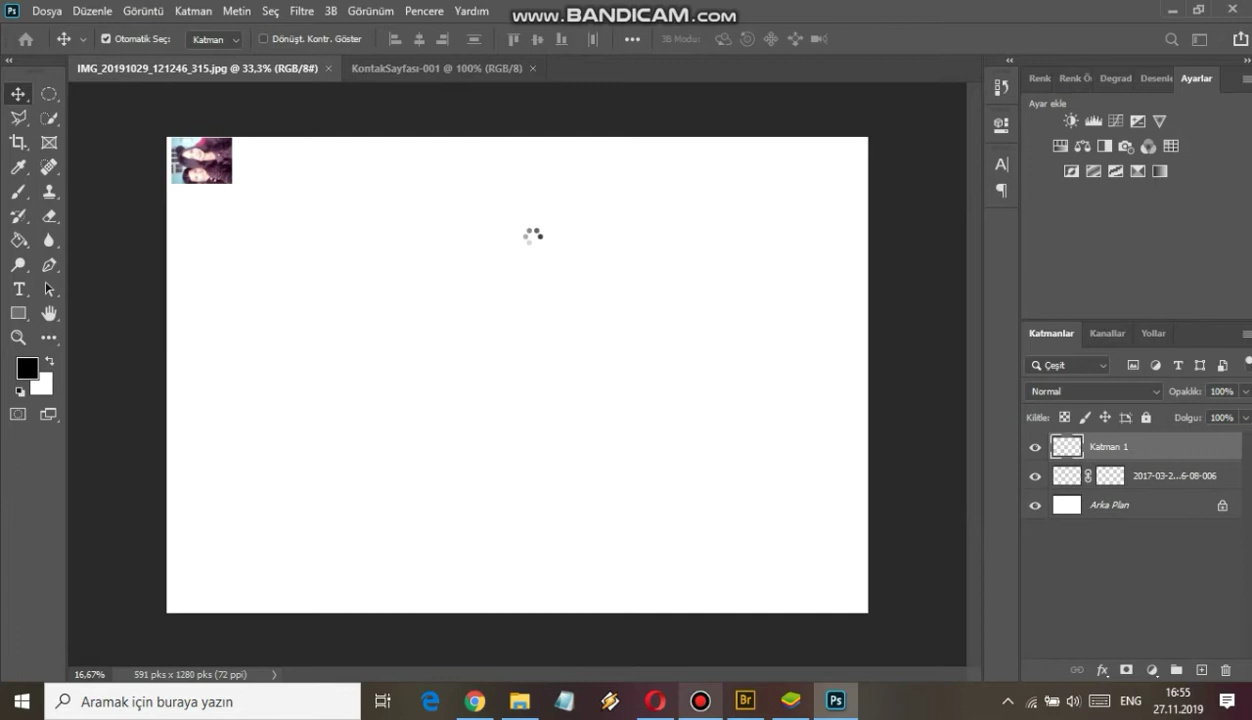 Ps Dosya Düzenle Görüntü Katman Metin Seç Filtre 3B Görünüm Pencere Yardım
www.BANDICAM.com
Otomatik Seç: Katman Dönüşt. Kontr. Göster ••• 3B Modu:
IMG_20191029_121246_315.jpg @ 33,3% (RGB/8#) × KontakSayfası-001 @ 100% (RGB/8) ×
Renk Renk Ö Degrad Desenle Ayarlar
Ayar ekle
Katmanlar Kanallar Yollar
Çeşit
Normal Opaklık: 100%
Kilitle: Dolgu: 100%
Katman 1
2017-03-2...6-08-006
Arka Plan
fx
16,67% 591 pks x 1280 pks (72 ppi)
Aramak için buraya yazın
Br Ps ENG
16:55
27.11.2019